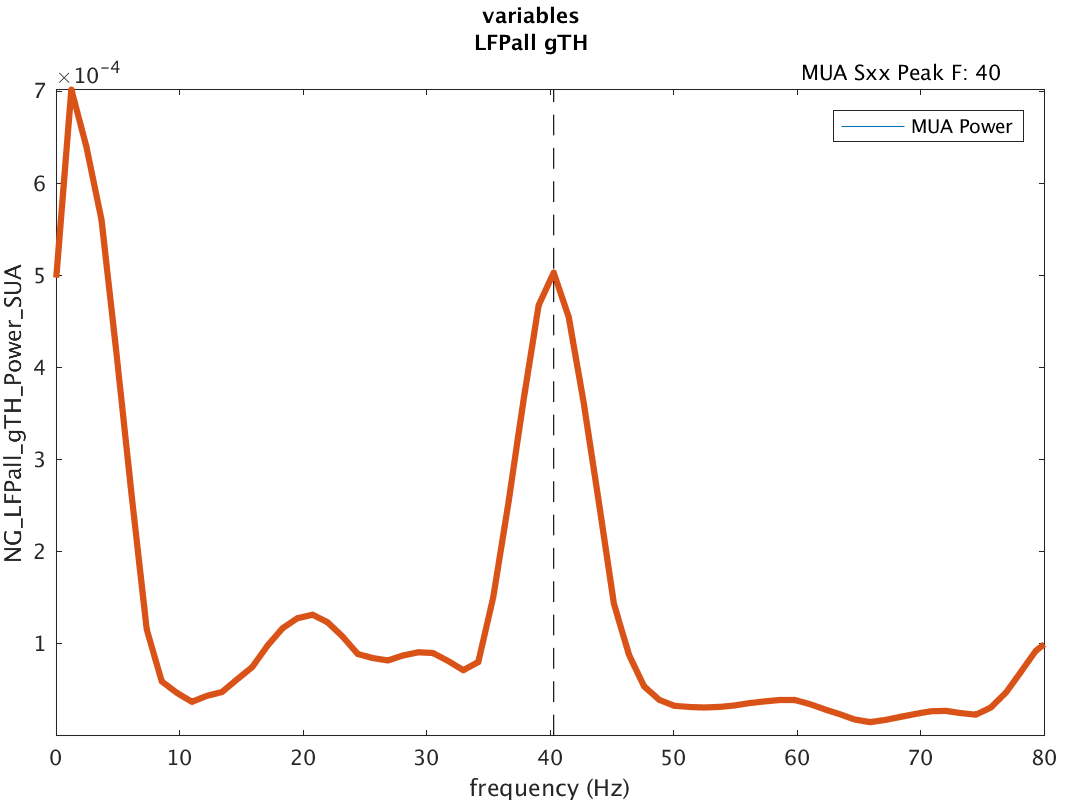 variables
LFPall gTH
MUA Sxx Peak F: 40
×10⁻⁴
MUA Power
7
6
5
4
3
2
1
NG_LFPall_gTH_Power_SUA
0 10 20 30 40 50 60 70 80
frequency (Hz)